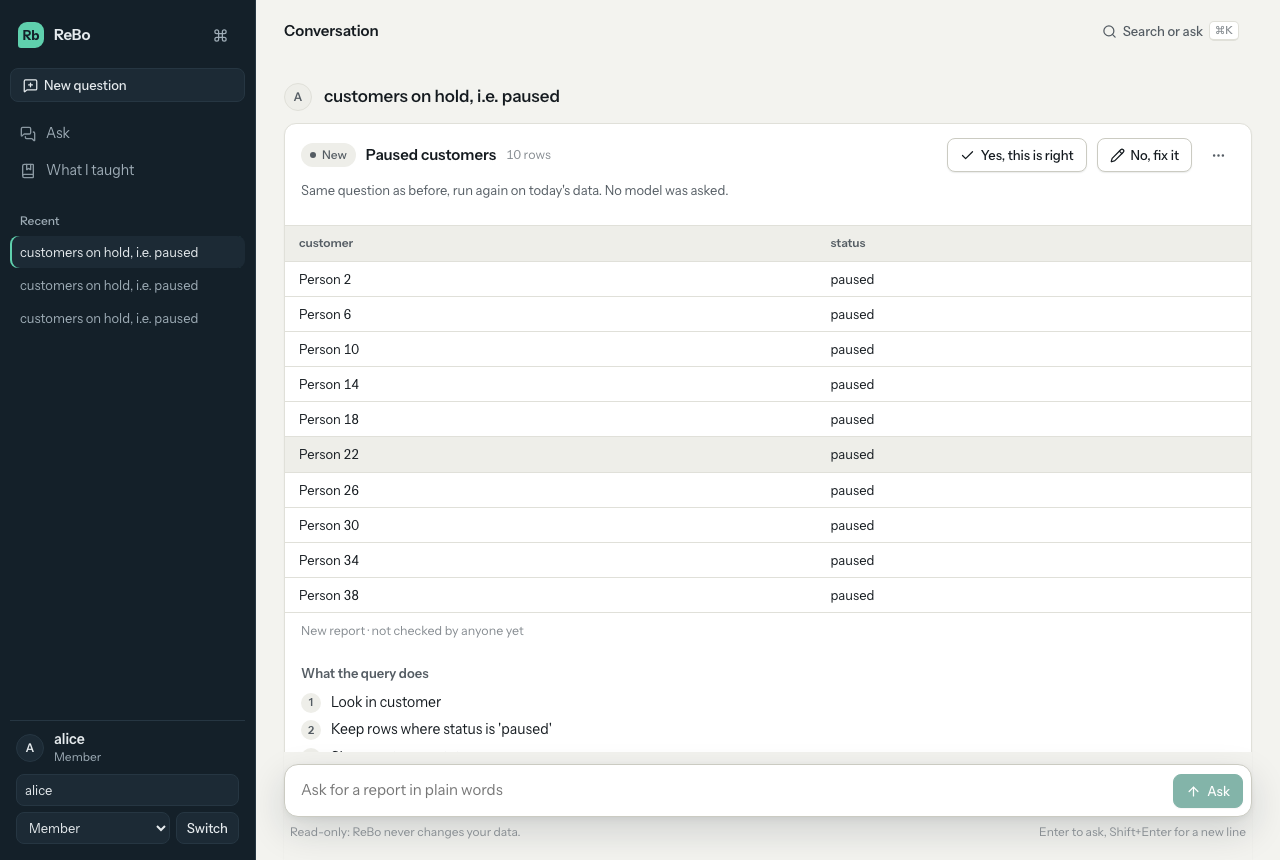 Rb ReBo ⌘
New question
Ask
What I taught
Recent
customers on hold, i.e. paused
customers on hold, i.e. paused
customers on hold, i.e. paused
A alice
Member
alice
Member Switch
Conversation
Search or ask ⌘K
A customers on hold, i.e. paused
New Paused customers 10 rows Yes, this is right No, fix it ...
Same question as before, run again on today's data. No model was asked.
customer status
Person 2 paused
Person 6 paused
Person 10 paused
Person 14 paused
Person 18 paused
Person 22 paused
Person 26 paused
Person 30 paused
Person 34 paused
Person 38 paused
New report · not checked by anyone yet
What the query does
1 Look in customer
2 Keep rows where status is 'paused'
Ask for a report in plain words Ask
Read-only: ReBo never changes your data. Enter to ask, Shift+Enter for a new line